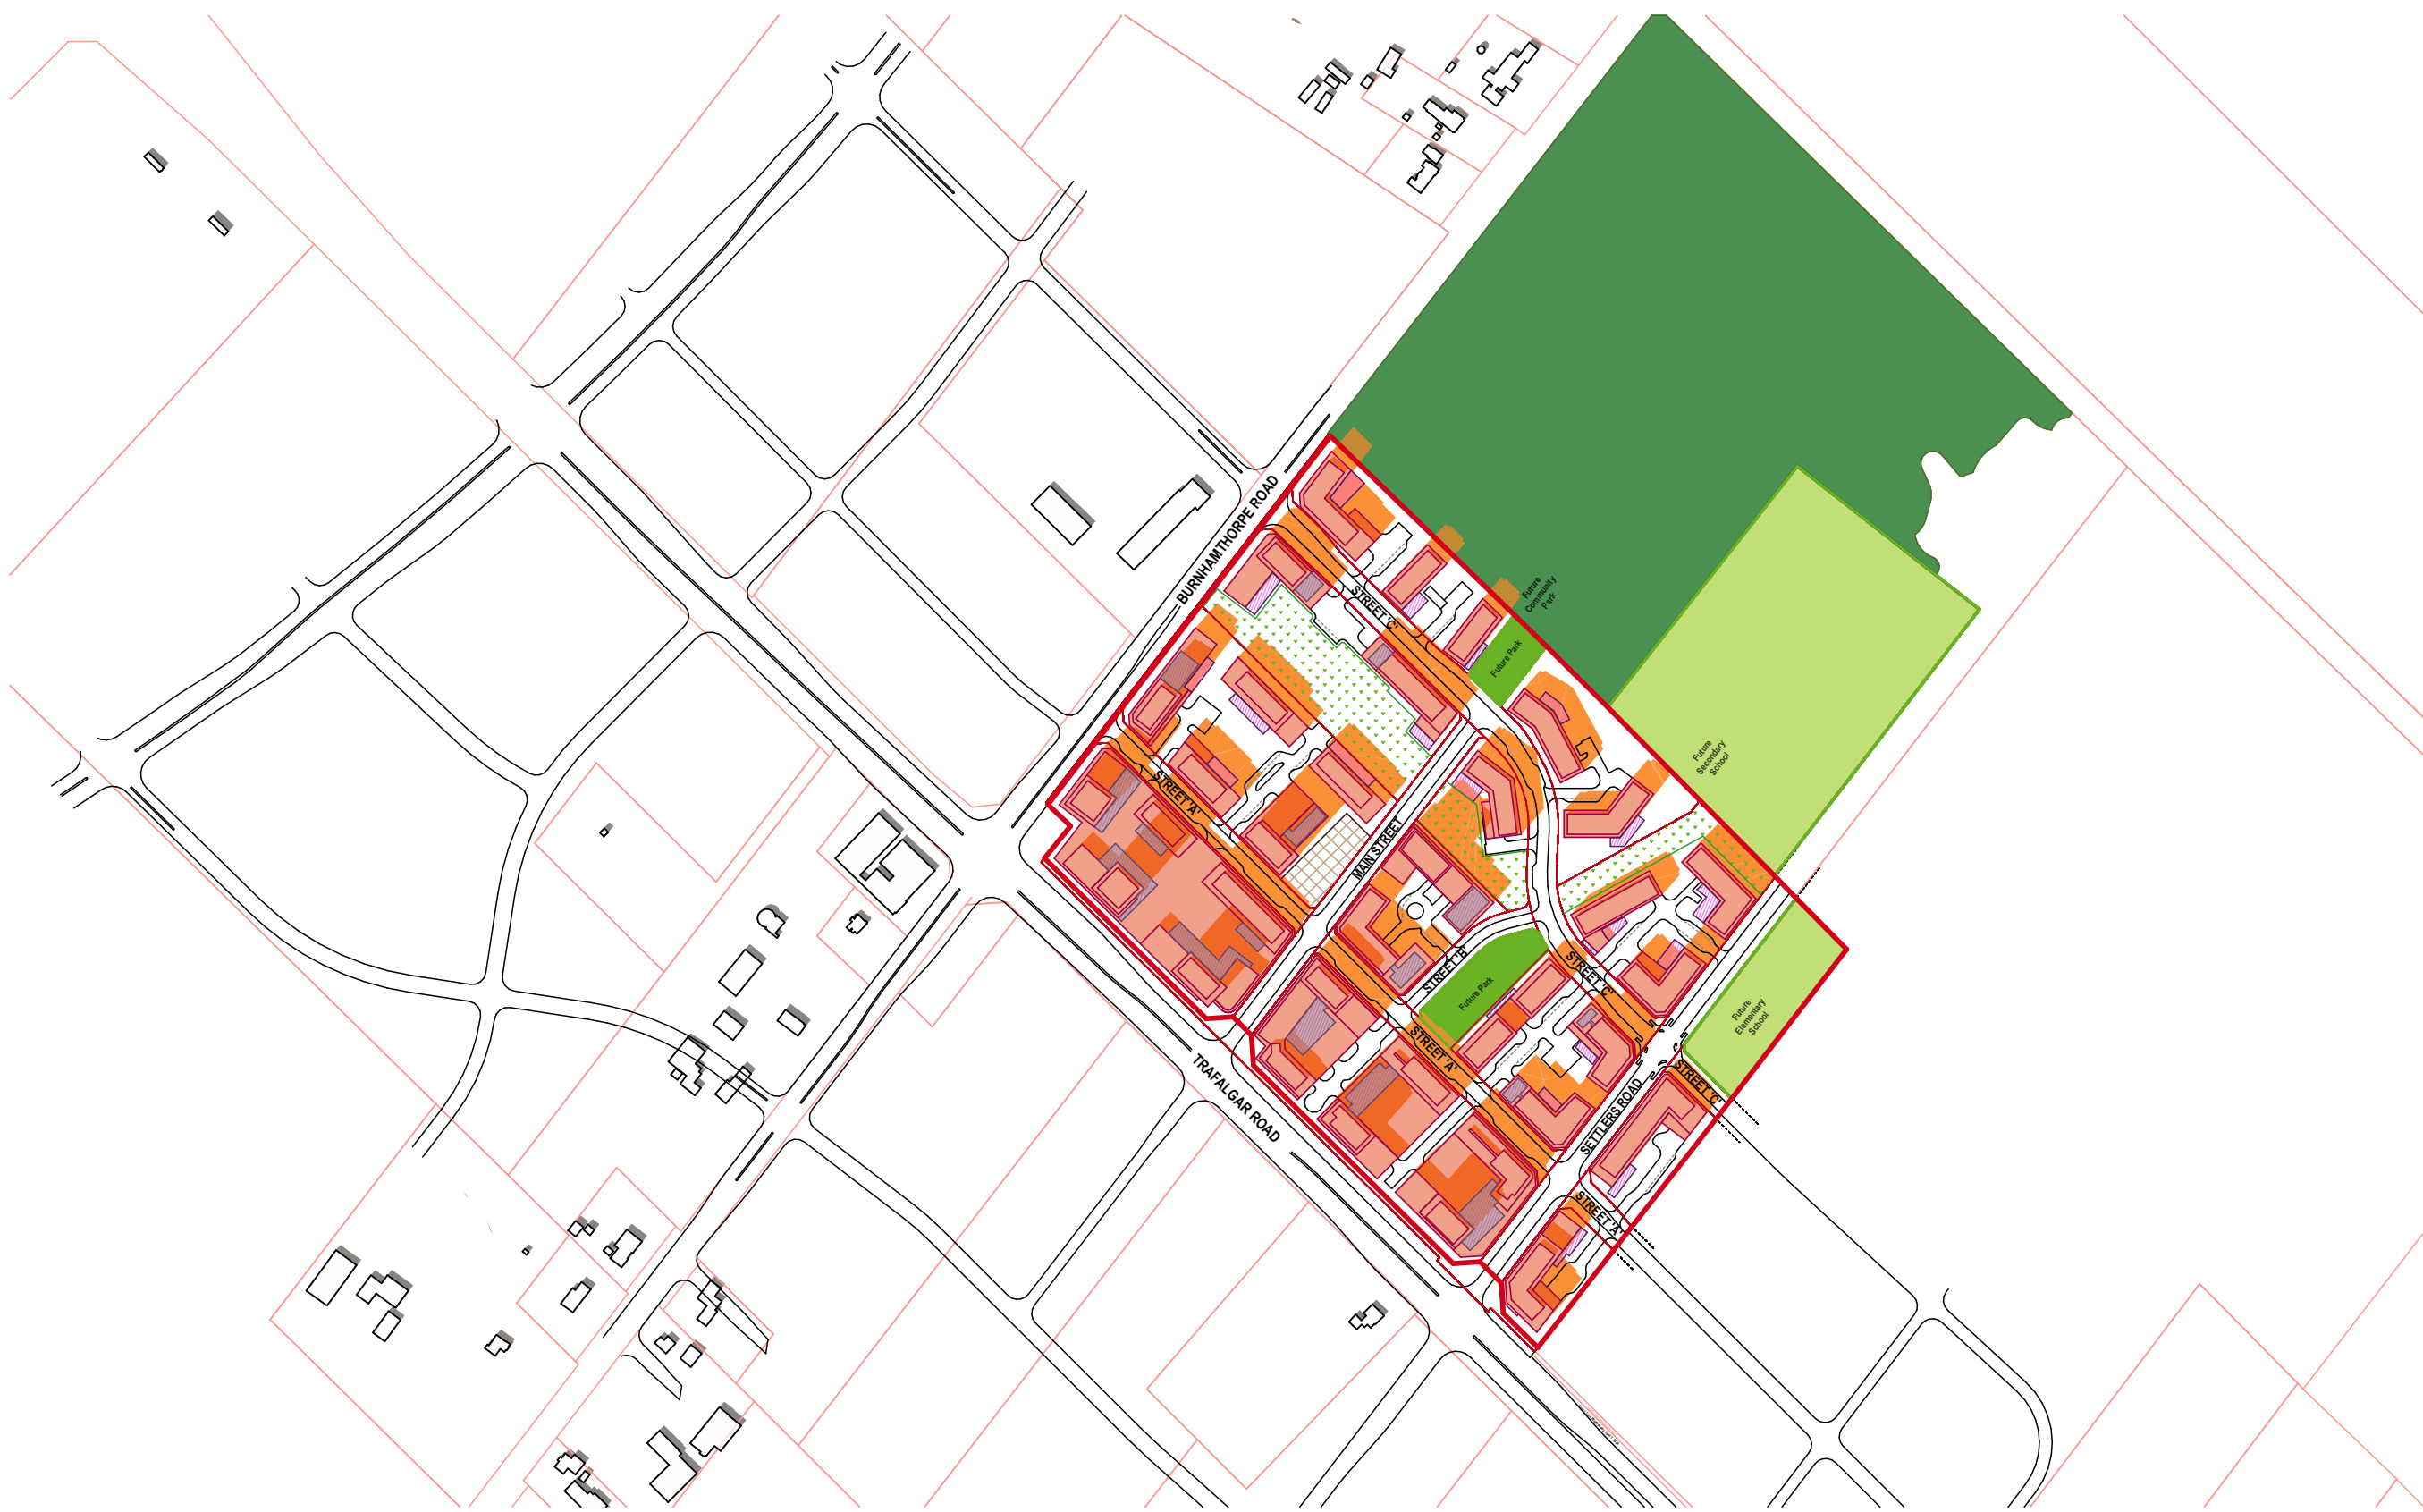 BURNHAMTHORPE ROAD
STREET 'C'
Future
Community
Park
Future Park
Future
Secondary
School
STREET 'A'
MAIN STREET
STREET 'B'
Future Park
STREET 'C'
Future
Elementary
School
STREET 'A'
TRAFALGAR ROAD
SETTLERS ROAD
STREET 'C'
STREET 'A'